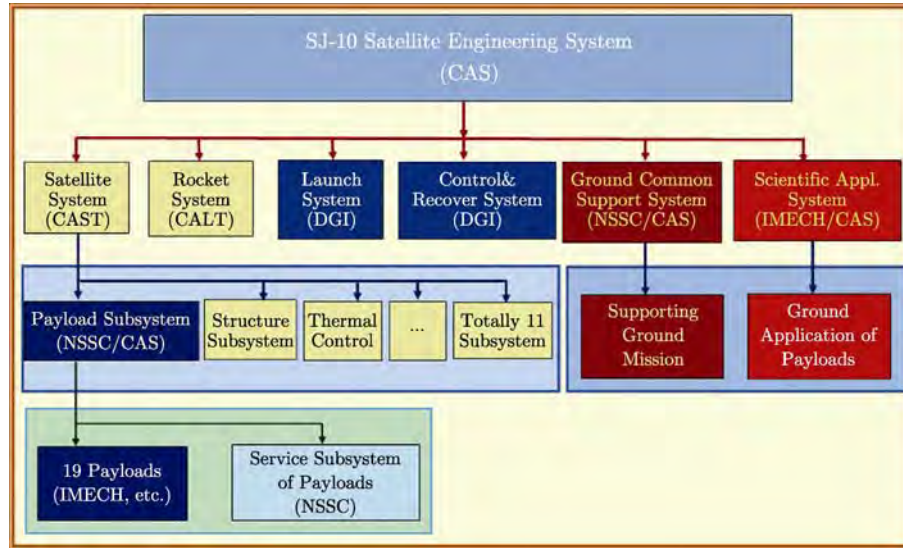 SJ-10 Satellite Engineering System
(CAS)
Satellite
System
(CAST)
Rocket
System
(CALT)
Launch
System
(DGI)
Control&
Recover System
(DGI)
Ground Common
Support System
(NSSC/CAS)
Scientific Appl.
System
(IMECH/CAS)
Payload Subsystem
(NSSC/CAS)
Structure
Subsystem
Thermal
Control
...
Totally 11
Subsystem
Supporting
Ground
Mission
Ground
Application of
Payloads
19 Payloads
(IMECH, etc.)
Service Subsystem
of Payloads
(NSSC)